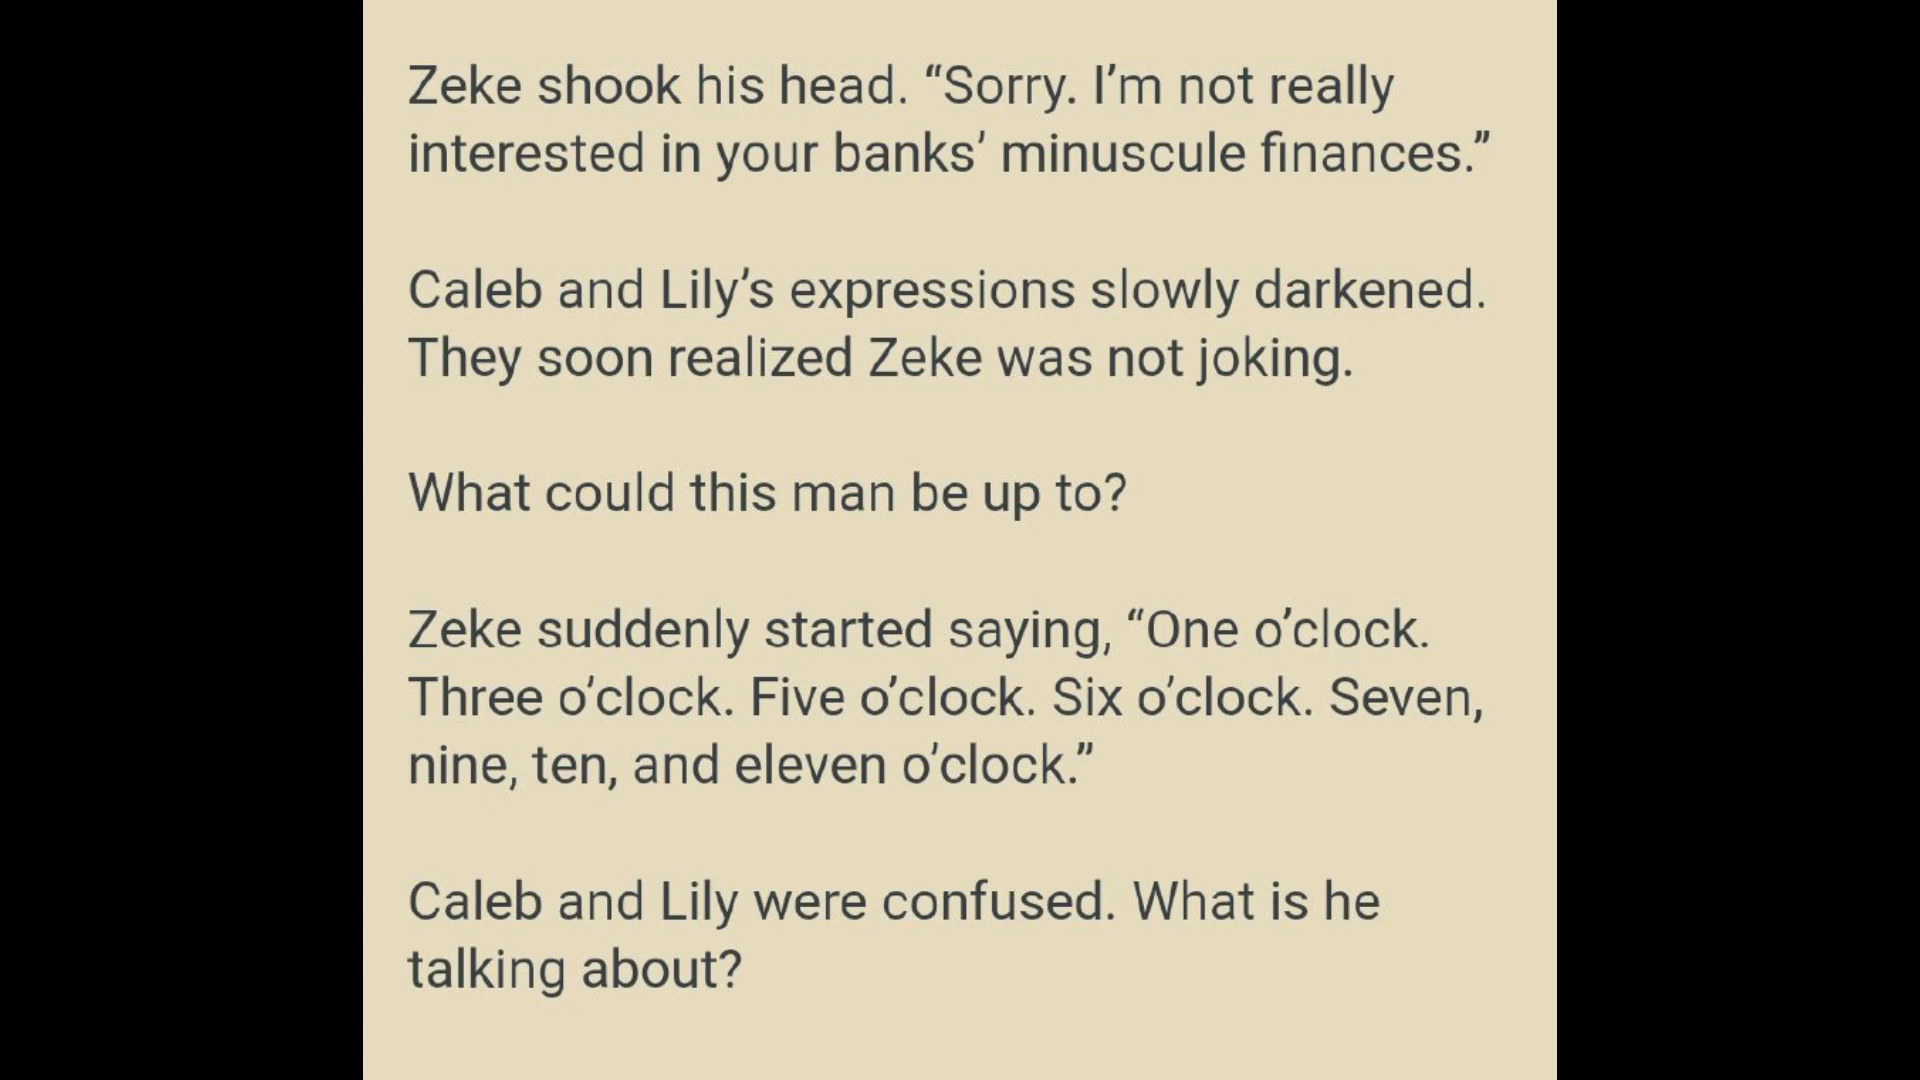 Zeke shook his head. “Sorry. I’m not really
interested in your banks’ minuscule finances.”
Caleb and Lily’s expressions slowly darkened.
They soon realized Zeke was not joking.
What could this man be up to?
Zeke suddenly started saying, “One o’clock.
Three o’clock. Five o’clock. Six o’clock. Seven,
nine, ten, and eleven o’clock.”
Caleb and Lily were confused. What is he
talking about?